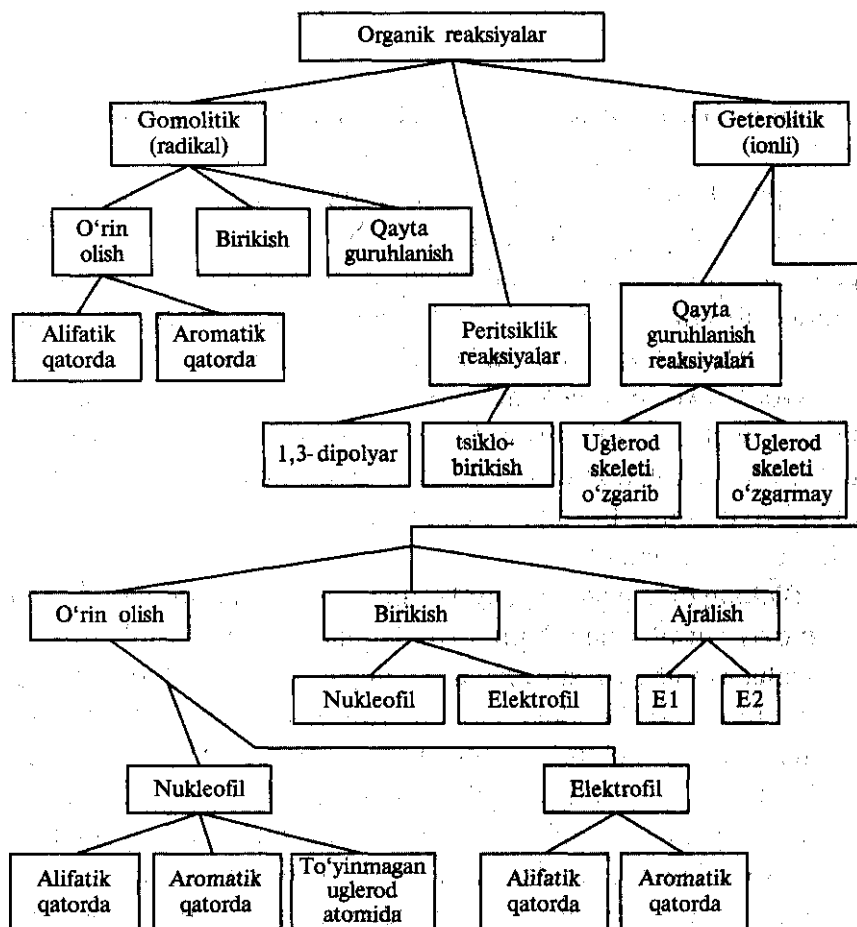 Organik reaksiyalar
Gomolitik
(radikal)
Geterolitik
(ionli)
O‘rin
olish
Birikish
Qayta
guruhlanish
Alifatik
qatorda
Aromatik
qatorda
Peritsiklik
reaksiyalar
Qayta
guruhlanish
reaksiyalari
1,3-dipolyar
tsiklo-
birikish
Uglerod
skeleti
o‘zgarib
Uglerod
skeleti
o‘zgarmay
O‘rin olish
Birikish
Ajralish
Nukleofil
Elektrofil
E1
E2
Nukleofil
Elektrofil
Alifatik
qatorda
Aromatik
qatorda
To‘yinmagan
uglerod
atomida
Alifatik
qatorda
Aromatik
qatorda